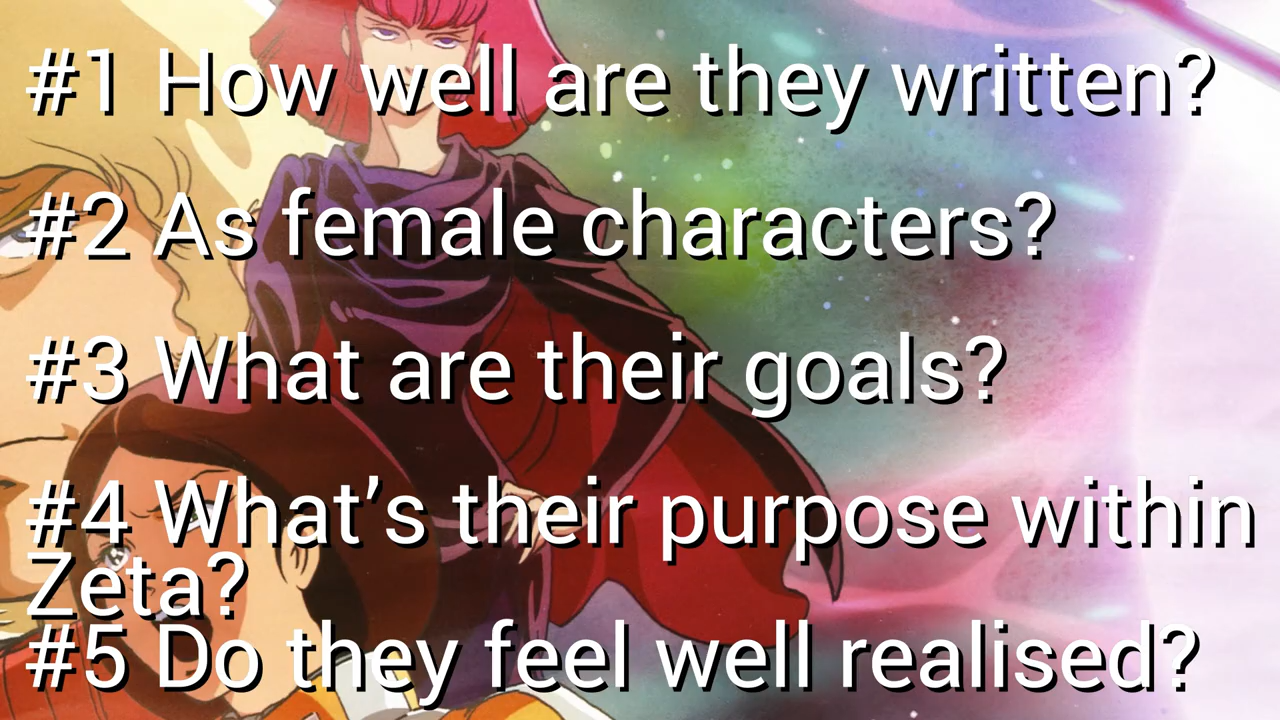 #1 How well are they written?
#2 As female characters?
#3 What are their goals?
#4 What’s their purpose within
Zeta?
#5 Do they feel well realised?